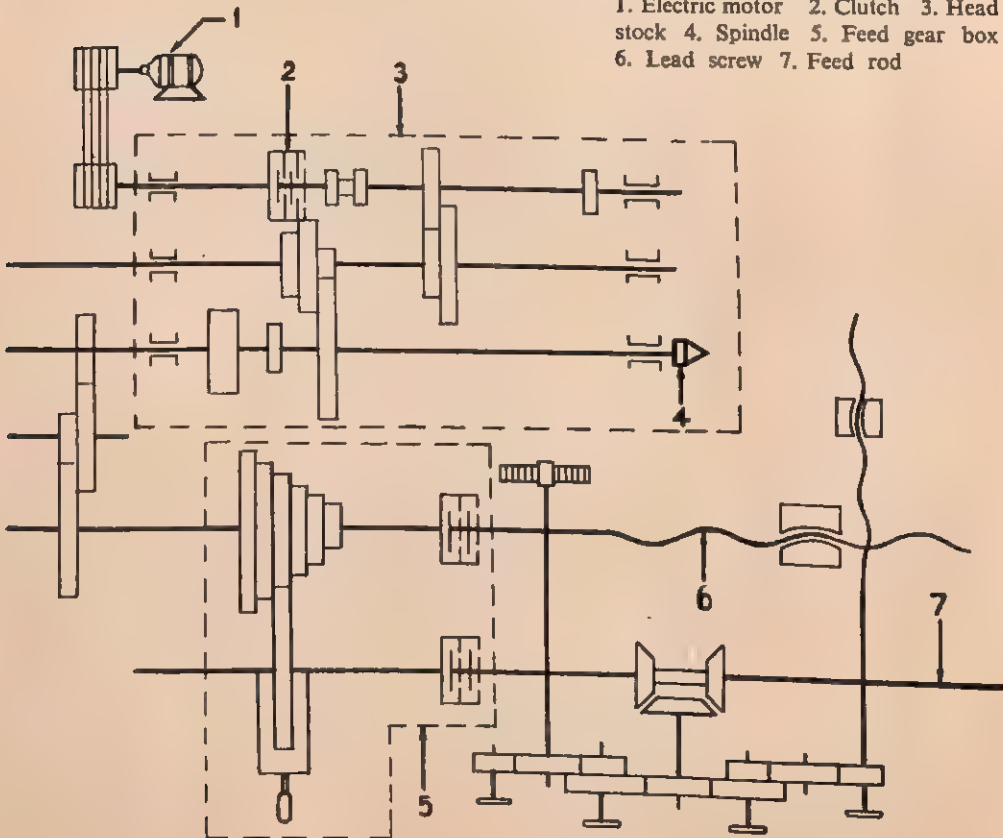 1. Electric motor 2. Clutch 3. Head
stock 4. Spindle 5. Feed gear box
6. Lead screw 7. Feed rod
1
2
3
4
6
7
5